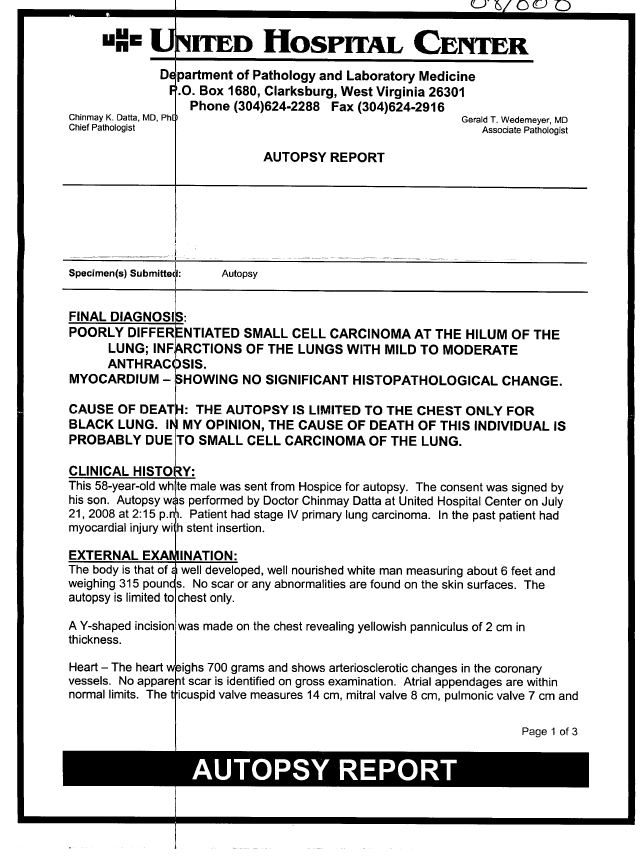 UHC UNITED HOSPITAL CENTER
Department of Pathology and Laboratory Medicine
P.O. Box 1680, Clarksburg, West Virginia 26301
Phone (304)624-2288 Fax (304)624-2916
Chinmay K. Datta, MD, PhD
Chief Pathologist
Gerald T. Wedemeyer, MD
Associate Pathologist
AUTOPSY REPORT
Specimen(s) Submitted: Autopsy
FINAL DIAGNOSIS:
POORLY DIFFERENTIATED SMALL CELL CARCINOMA AT THE HILUM OF THE
LUNG; INFARCTIONS OF THE LUNGS WITH MILD TO MODERATE
ANTHRACOSIS.
MYOCARDIUM – SHOWING NO SIGNIFICANT HISTOPATHOLOGICAL CHANGE.
CAUSE OF DEATH: THE AUTOPSY IS LIMITED TO THE CHEST ONLY FOR
BLACK LUNG. IN MY OPINION, THE CAUSE OF DEATH OF THIS INDIVIDUAL IS
PROBABLY DUE TO SMALL CELL CARCINOMA OF THE LUNG.
CLINICAL HISTORY:
This 58-year-old white male was sent from Hospice for autopsy. The consent was signed by
his son. Autopsy was performed by Doctor Chinmay Datta at United Hospital Center on July
21, 2008 at 2:15 p.m. Patient had stage IV primary lung carcinoma. In the past patient had
myocardial injury with stent insertion.
EXTERNAL EXAMINATION:
The body is that of a well developed, well nourished white man measuring about 6 feet and
weighing 315 pounds. No scar or any abnormalities are found on the skin surfaces. The
autopsy is limited to chest only.
A Y-shaped incision was made on the chest revealing yellowish panniculus of 2 cm in
thickness.
Heart – The heart weighs 700 grams and shows arteriosclerotic changes in the coronary
vessels. No apparent scar is identified on gross examination. Atrial appendages are within
normal limits. The tricuspid valve measures 14 cm, mitral valve 8 cm, pulmonic valve 7 cm and
Page 1 of 3
AUTOPSY REPORT